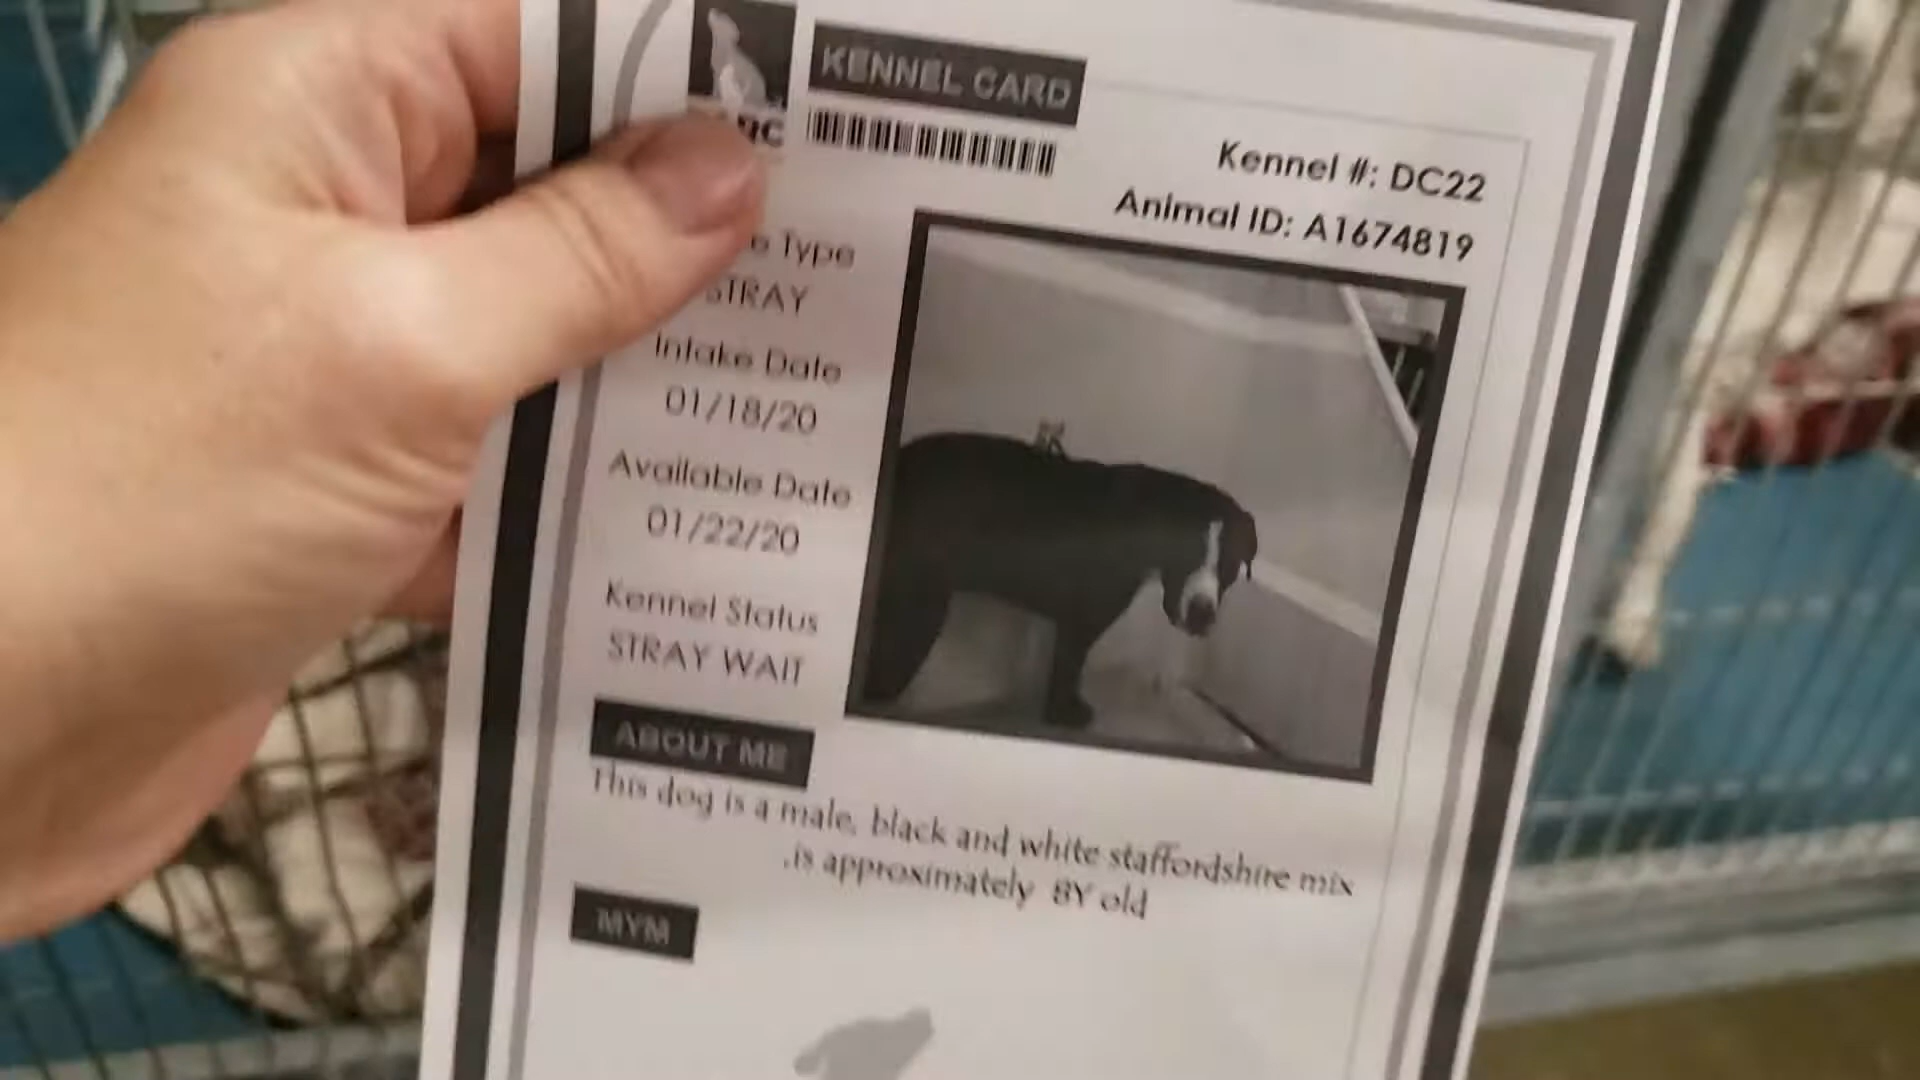 KENNEL CARD
Kennel #: DC22
Animal ID: A1674819
Type
STRAY
Intake Date
01/18/20
Available Date
01/22/20
Kennel Status
STRAY WAIT
ABOUT ME
This dog is a male, black and white staffordshire mix
.is approximately 8Y old
MYM